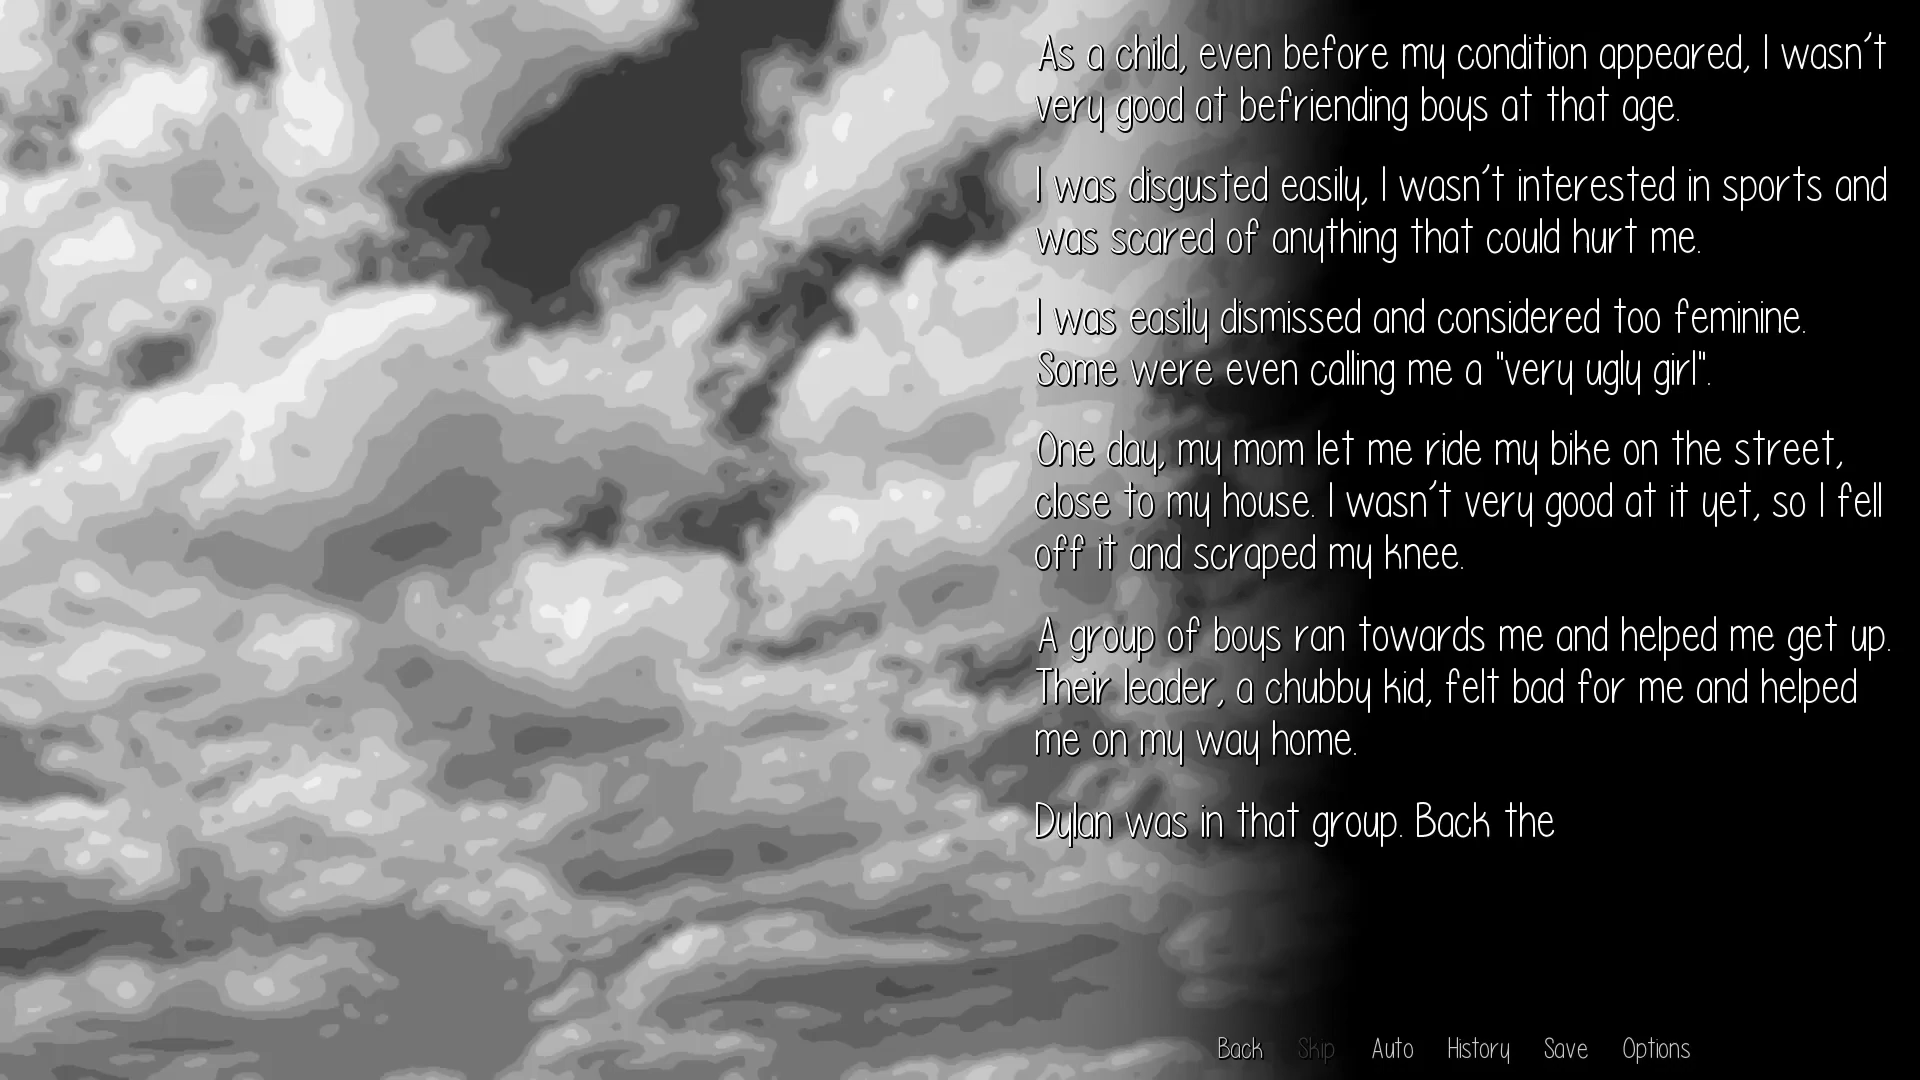 As a child, even before my condition appeared, I wasn't
very good at befriending boys at that age.
I was disgusted easily, I wasn't interested in sports and
was scared of anything that could hurt me.
I was easily dismissed and considered too feminine.
Some were even calling me a "very ugly girl".
One day, my mom let me ride my bike on the street,
close to my house. I wasn't very good at it yet, so I fell
off it and scraped my knee.
A group of boys ran towards me and helped me get up.
Their leader, a chubby kid, felt bad for me and helped
me on my way home.
Dylan was in that group. Back the
Back Skip Auto History Save Options